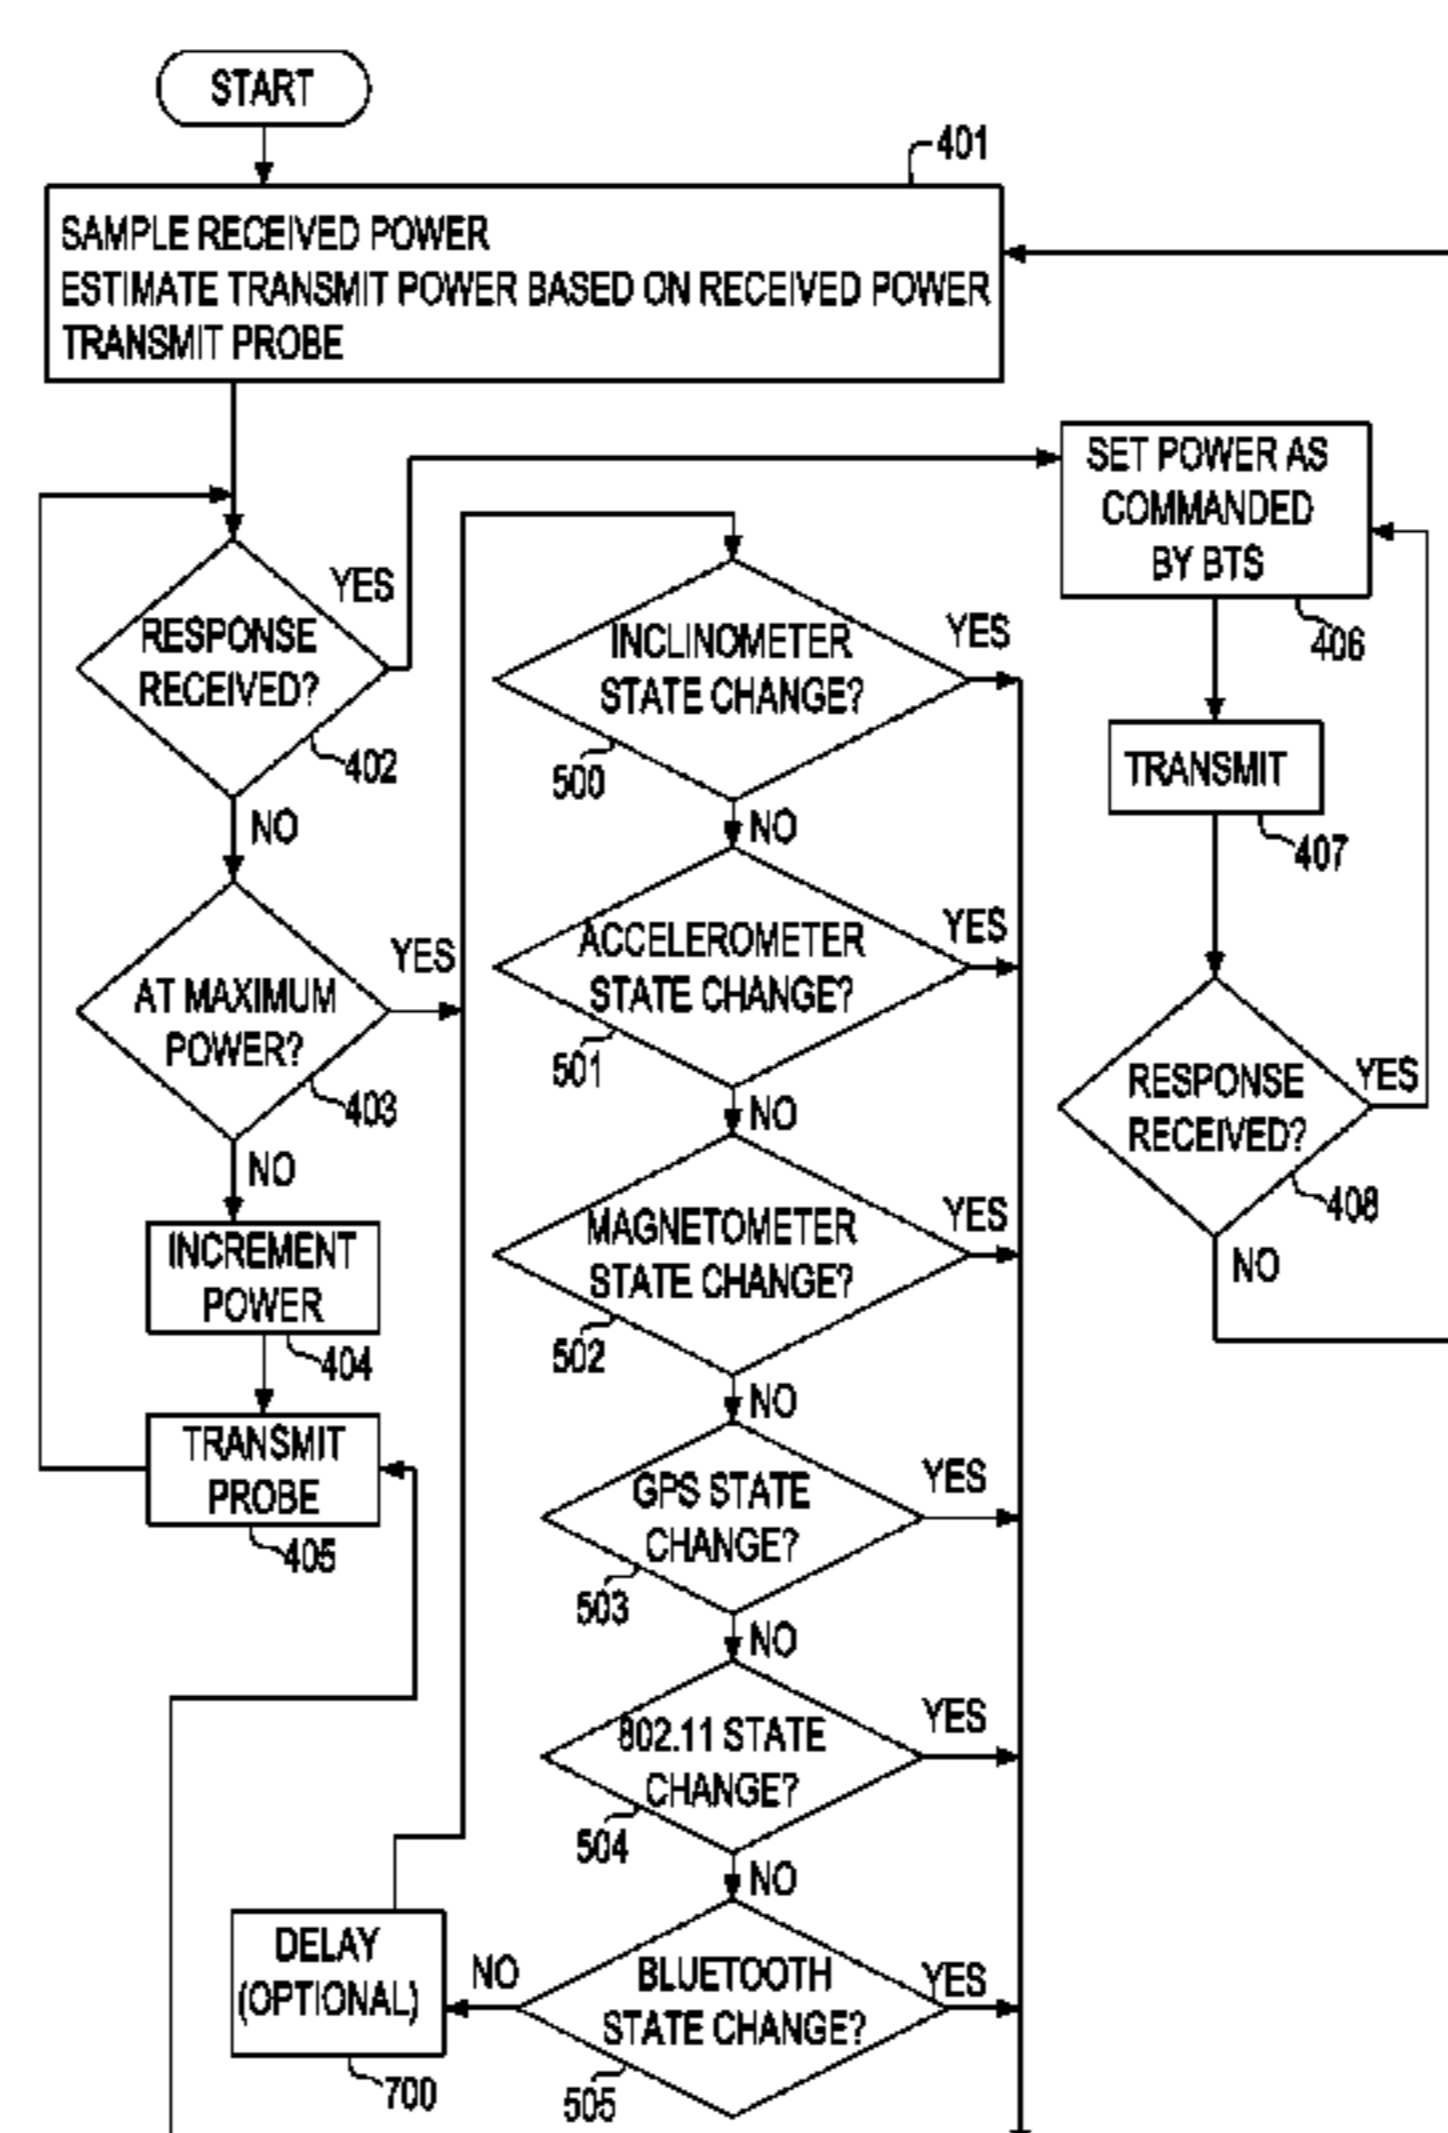 START
401
SAMPLE RECEIVED POWER
ESTIMATE TRANSMIT POWER BASED ON RECEIVED POWER
TRANSMIT PROBE
RESPONSE
RECEIVED?
YES
402
NO
AT MAXIMUM
POWER?
YES
403
NO
INCREMENT
POWER
404
TRANSMIT
PROBE
405
INCLINOMETER
STATE CHANGE?
YES
500
NO
ACCELEROMETER
STATE CHANGE?
YES
501
NO
MAGNETOMETER
STATE CHANGE?
YES
502
NO
GPS STATE
CHANGE?
YES
503
NO
802.11 STATE
CHANGE?
YES
504
NO
BLUETOOTH
STATE CHANGE?
YES
505
NO
DELAY
(OPTIONAL)
700
SET POWER AS
COMMANDED
BY BTS
406
TRANSMIT
407
RESPONSE
RECEIVED?
YES
408
NO